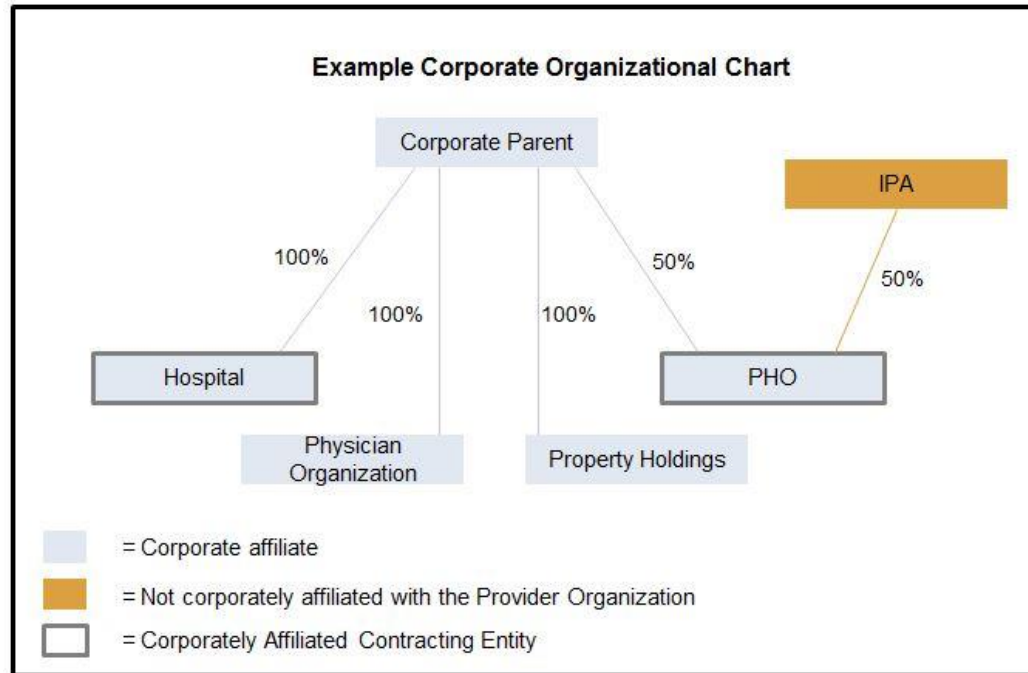 Example Corporate Organizational Chart
Corporate Parent
IPA
100%
50%
50%
100%
100%
Hospital
PHO
Physician
Organization
Property Holdings
= Corporate affiliate
= Not corporately affiliated with the Provider Organization
= Corporately Affiliated Contracting Entity